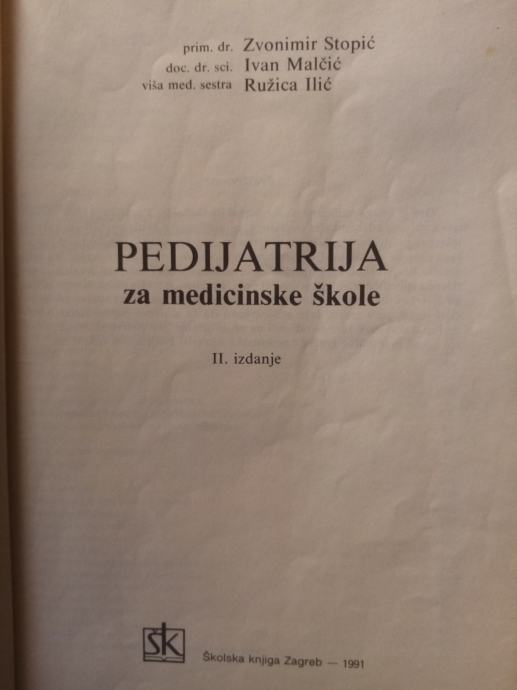 prim. dr. Zvonimir Stopić
doc. dr. sci. Ivan Malčić
viša med. sestra Ružica Ilić
PEDIJATRIJA
za medicinske škole
II. izdanje
šk
Školska knjiga Zagreb — 1991